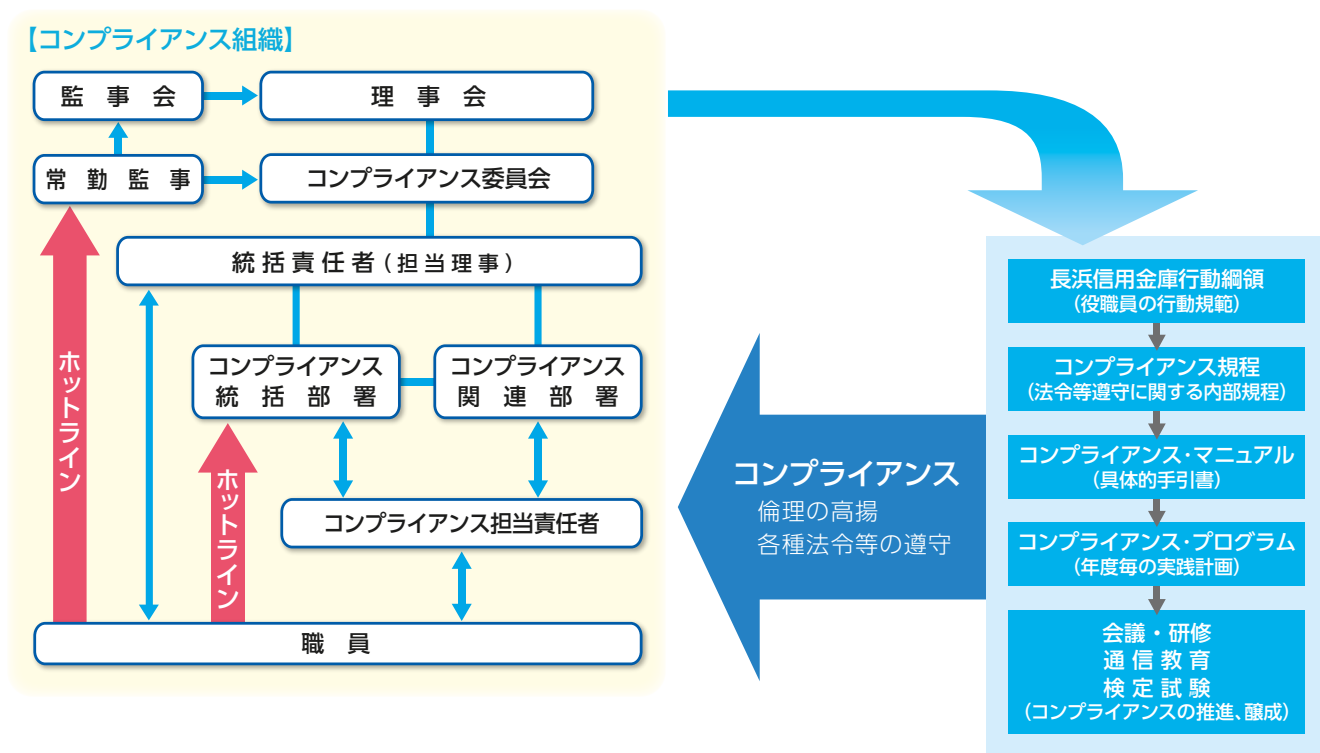 【コンプライアンス組織】
監事会
理事会
常勤監事
コンプライアンス委員会
統括責任者(担当理事)
コンプライアンス
統括部署
コンプライアンス
関連部署
ホットライン
ホットライン
コンプライアンス担当責任者
職員
コンプライアンス
倫理の高揚
各種法令等の遵守
長浜信用金庫行動綱領
(役職員の行動規範)
コンプライアンス規程
(法令等遵守に関する内部規程)
コンプライアンス・マニュアル
(具体的手引書)
コンプライアンス・プログラム
(年度毎の実践計画)
会議・研修
通信教育
検定試験
(コンプライアンスの推進、醸成)